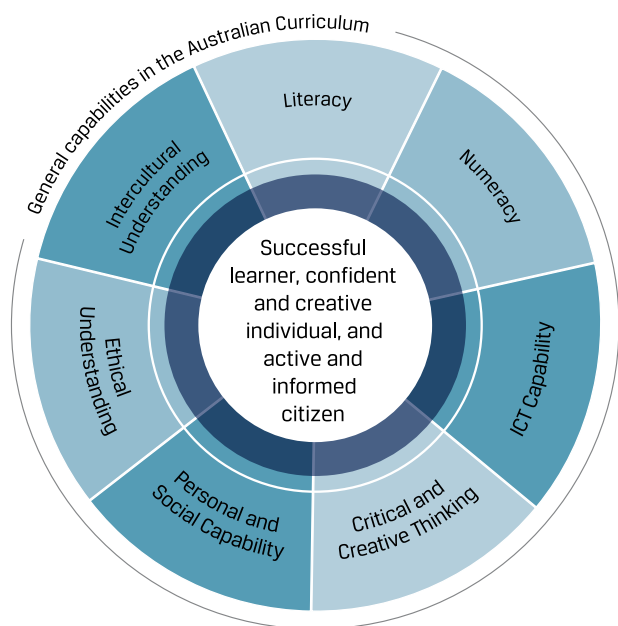 General capabilities in the Australian Curriculum
Literacy
Numeracy
ICT Capability
Critical and
Creative Thinking
Personal and
Social Capability
Ethical
Understanding
Intercultural
Understanding
Successful
learner, confident
and creative
individual, and
active and
informed
citizen